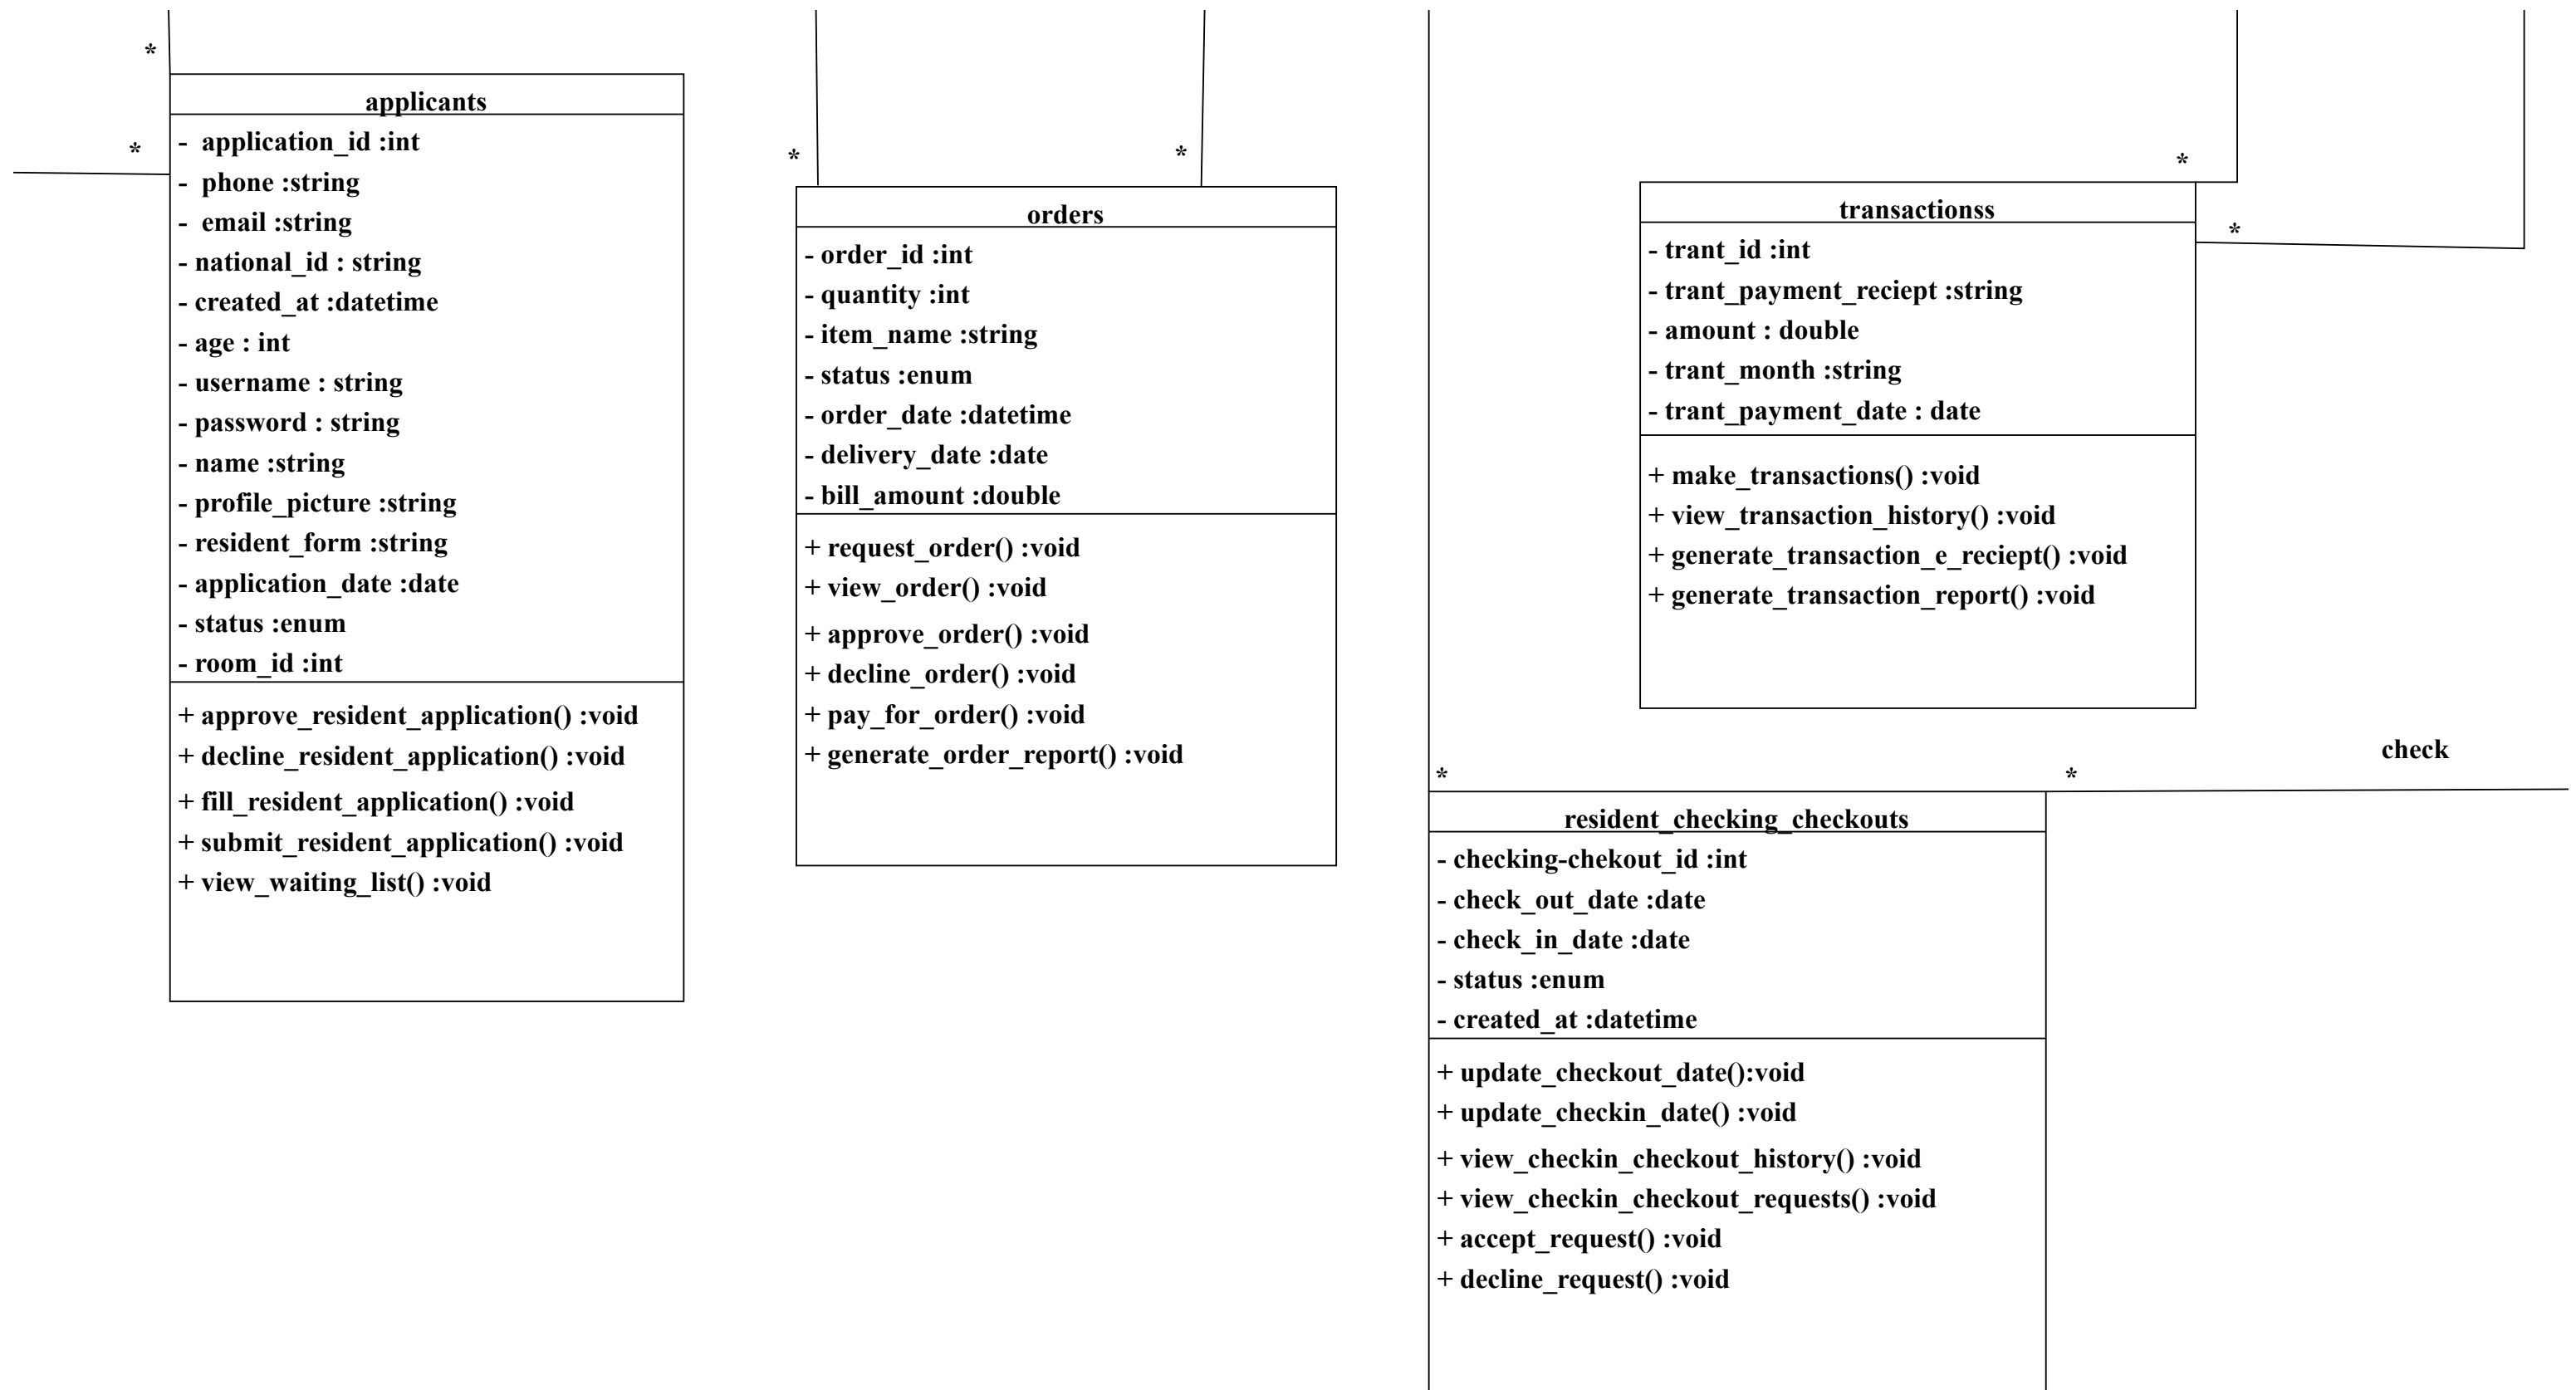 *
*
applicants
-  application_id :int
-  phone :string
-  email :string
- national_id : string
- created_at :datetime
- age : int
- username : string
- password : string
- name :string
- profile_picture :string
- resident_form :string
- application_date :date
- status :enum
- room_id :int
+ approve_resident_application() :void
+ decline_resident_application() :void
+ fill_resident_application() :void
+ submit_resident_application() :void
+ view_waiting_list() :void
*
*
orders
- order_id :int
- quantity :int
- item_name :string
- status :enum
- order_date :datetime
- delivery_date :date
- bill_amount :double
+ request_order() :void
+ view_order() :void
+ approve_order() :void
+ decline_order() :void
+ pay_for_order() :void
+ generate_order_report() :void
*
*
transactionss
- trant_id :int
- trant_payment_reciept :string
- amount : double
- trant_month :string
- trant_payment_date : date
+ make_transactions() :void
+ view_transaction_history() :void
+ generate_transaction_e_reciept() :void
+ generate_transaction_report() :void
check
*
*
resident_checking_checkouts
- checking-chekout_id :int
- check_out_date :date
- check_in_date :date
- status :enum
- created_at :datetime
+ update_checkout_date():void
+ update_checkin_date() :void
+ view_checkin_checkout_history() :void
+ view_checkin_checkout_requests() :void
+ accept_request() :void
+ decline_request() :void